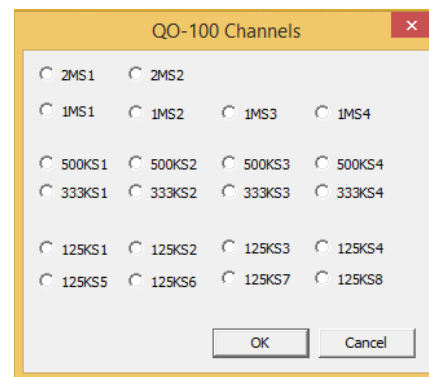 QO-100 Channels
2MS1 2MS2
1MS1 1MS2 1MS3 1MS4
500KS1 500KS2 500KS3 500KS4
333KS1 333KS2 333KS3 333KS4
125KS1 125KS2 125KS3 125KS4
125KS5 125KS6 125KS7 125KS8
OK Cancel